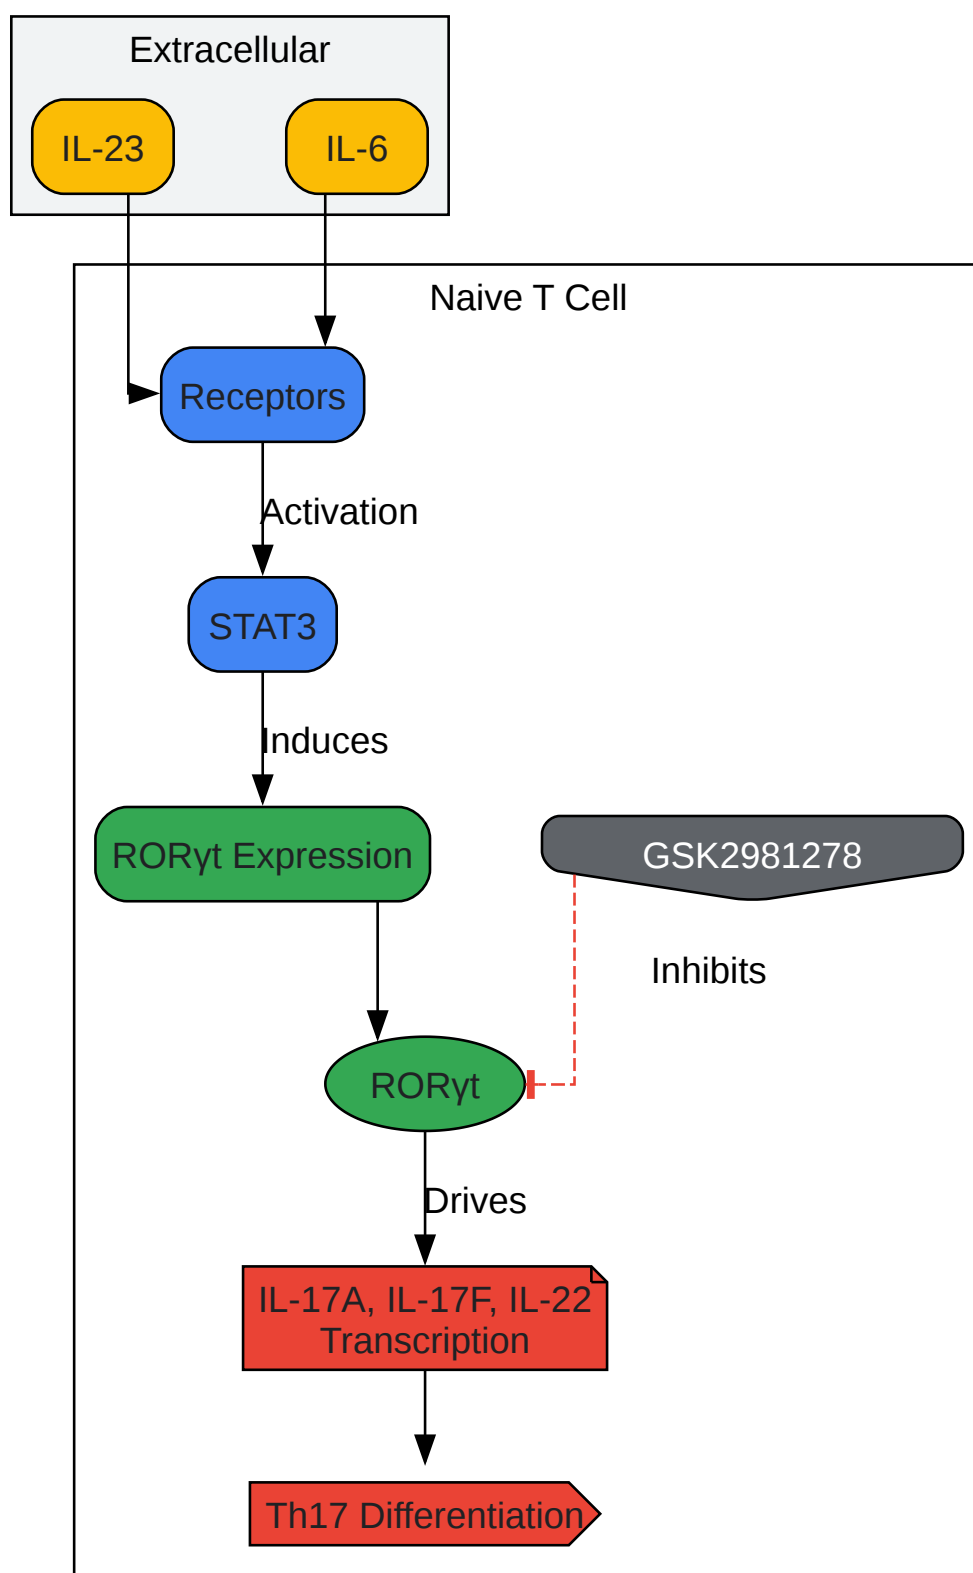 Extracellular
IL-23
IL-6
Naive T Cell
Receptors
Activation
STAT3
Induces
RORγt Expression
GSK2981278
Inhibits
RORγt
Drives
IL-17A, IL-17F, IL-22
Transcription
Th17 Differentiation